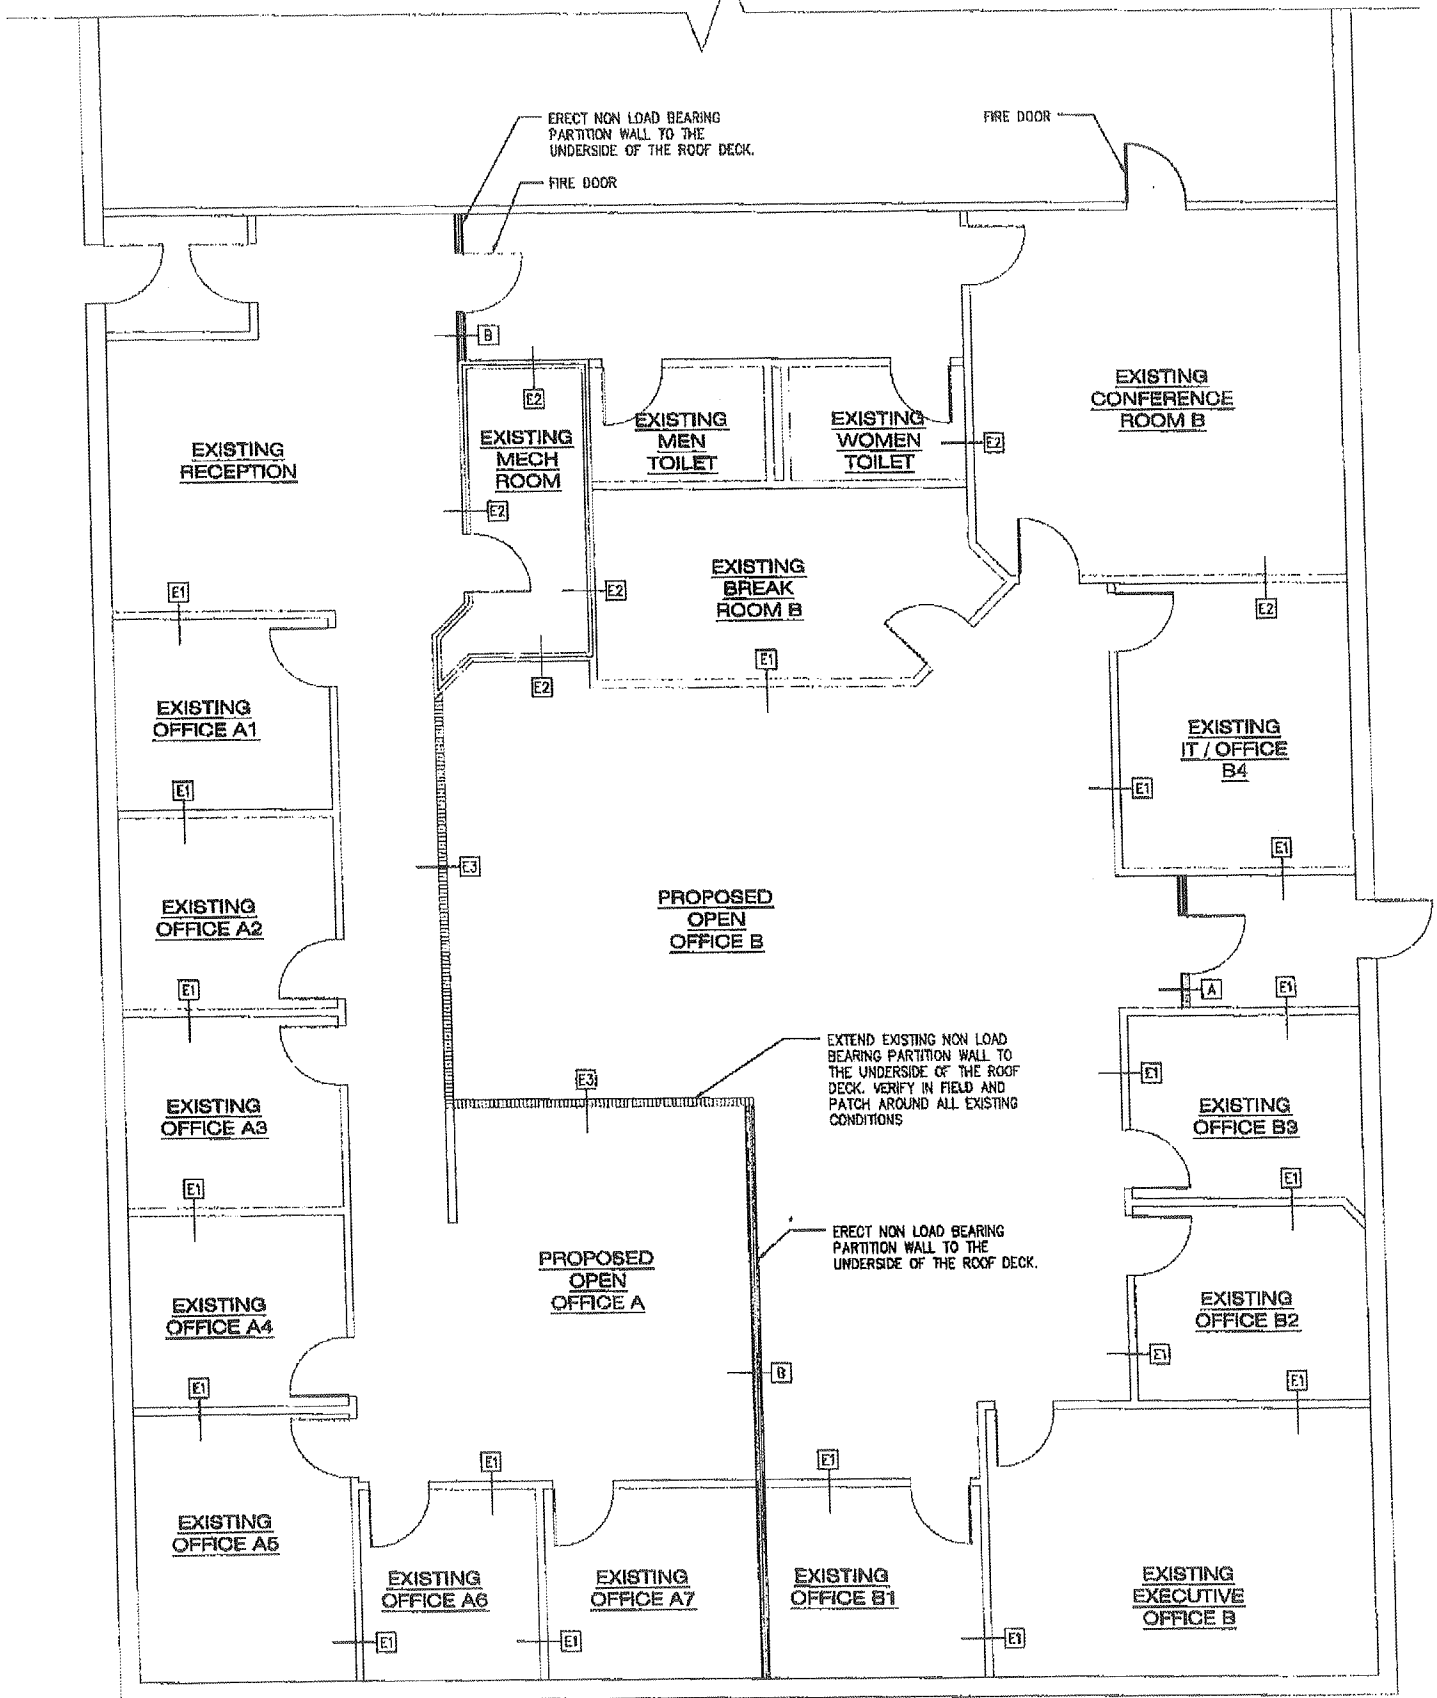 ERECT NON LOAD BEARING
PARTITION WALL TO THE
UNDERSIDE OF THE ROOF DECK.
FIRE DOOR
FIRE DOOR
B
E2
EXISTING
MECH
ROOM
EXISTING
MEN
TOILET
EXISTING
WOMEN
TOILET
E2
EXISTING
CONFERENCE
ROOM B
EXISTING
RECEPTION
E2
E1
EXISTING
BREAK
ROOM B
E2
E2
E1
E2
EXISTING
OFFICE A1
EXISTING
IT / OFFICE
B4
E1
E1
E3
E1
EXISTING
OFFICE A2
PROPOSED
OPEN
OFFICE B
E1
A
E1
EXTEND EXISTING NON LOAD
BEARING PARTITION WALL TO
THE UNDERSIDE OF THE ROOF
DECK. VERIFY IN FIELD AND
PATCH AROUND ALL EXISTING
CONDITIONS
E3
E1
EXISTING
OFFICE A3
EXISTING
OFFICE B3
E1
E1
ERECT NON LOAD BEARING
PARTITION WALL TO THE
UNDERSIDE OF THE ROOF DECK.
PROPOSED
OPEN
OFFICE A
EXISTING
OFFICE A4
EXISTING
OFFICE B2
E1
B
E1
E1
E1
E1
EXISTING
OFFICE A5
EXISTING
OFFICE A6
EXISTING
OFFICE A7
EXISTING
OFFICE B1
EXISTING
EXECUTIVE
OFFICE B
E1
E1
E1